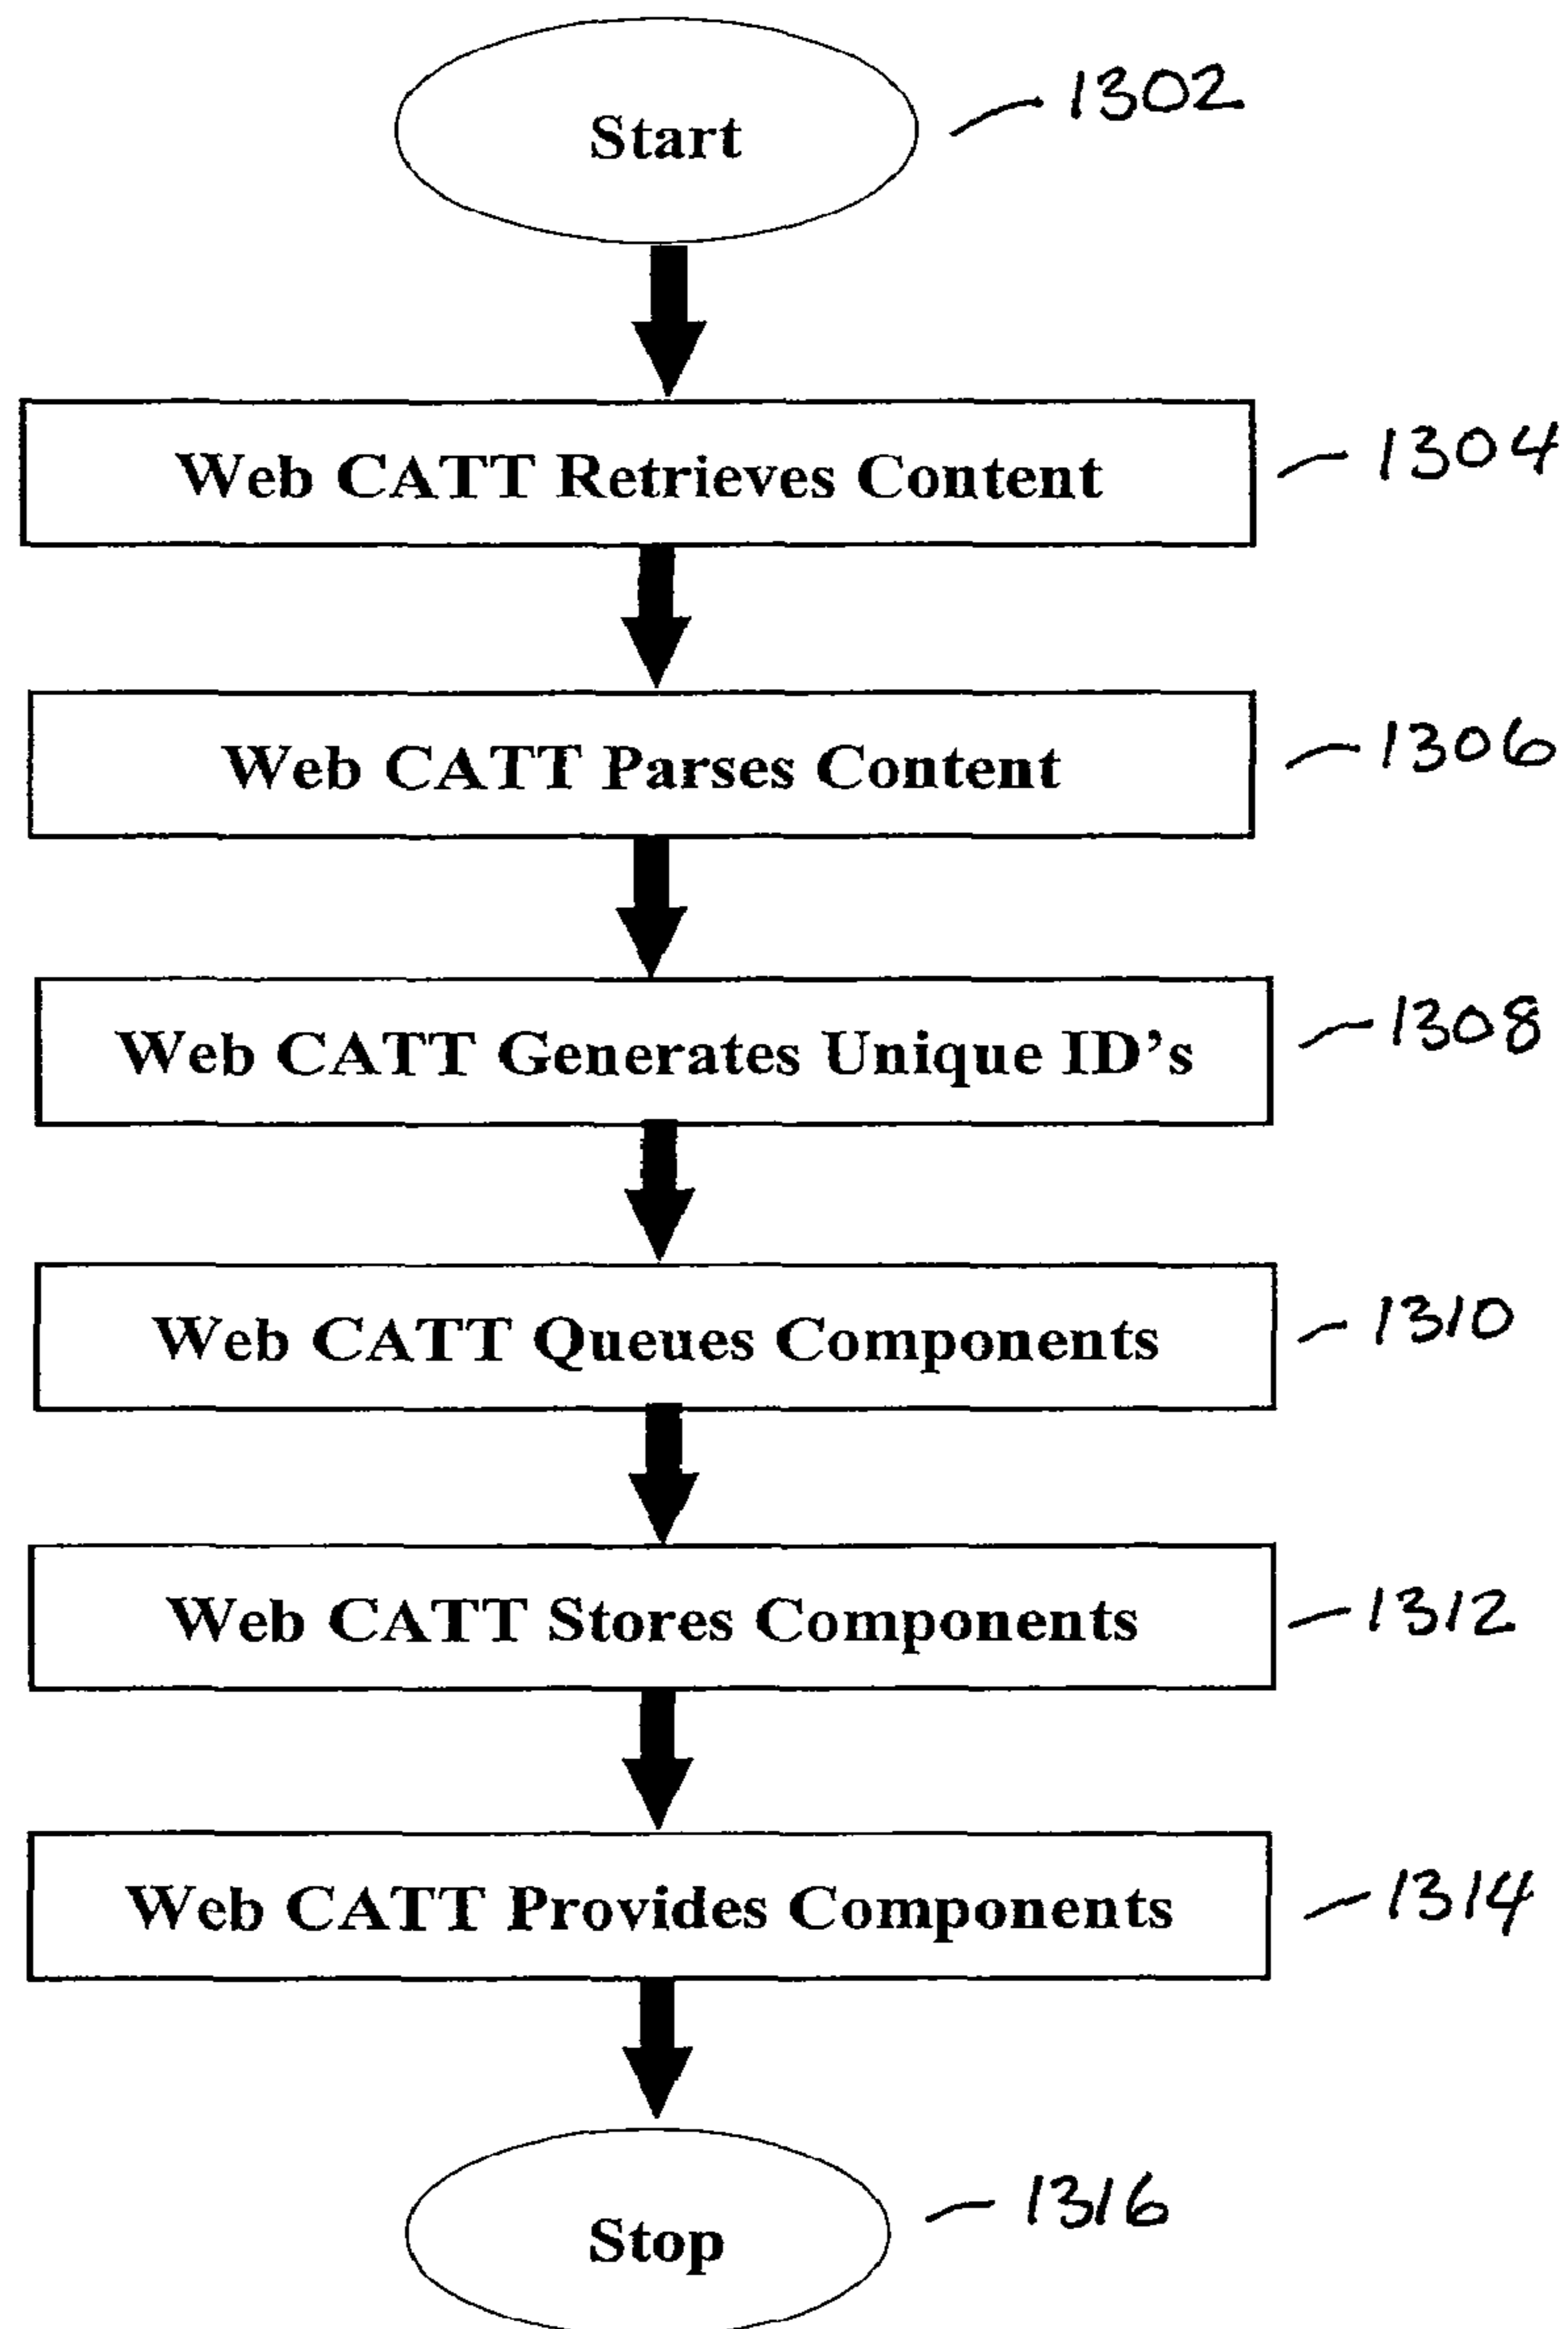 Start
1302
Web CATT Retrieves Content
1304
Web CATT Parses Content
1306
Web CATT Generates Unique ID's
1308
Web CATT Queues Components
1310
Web CATT Stores Components
1312
Web CATT Provides Components
1314
Stop
1316